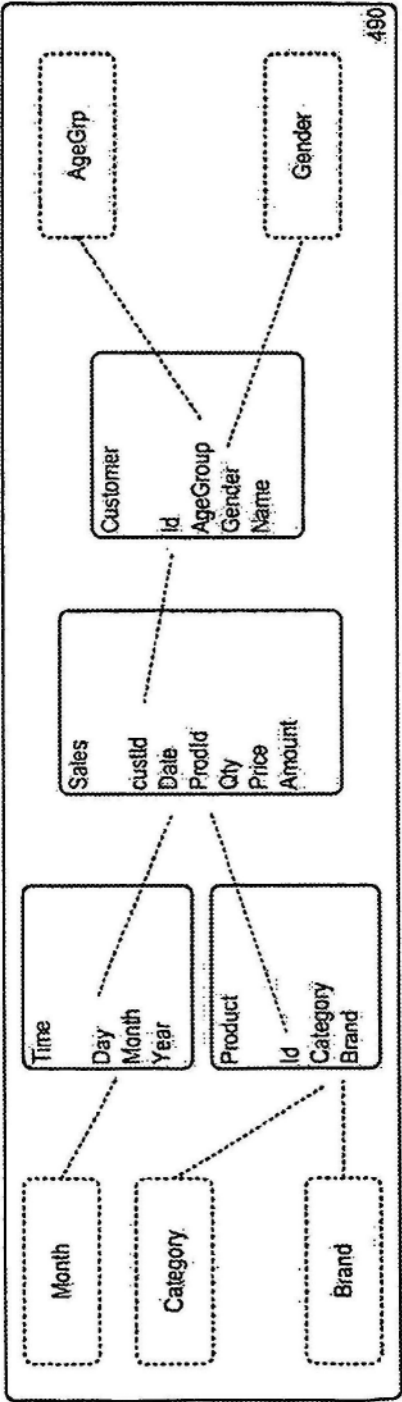 Month
Category
Brand
Time
Day
Month
Year
Product
Id
Category
Brand
Sales
custId
Date
ProdId
Qty
Price
Amount
Customer
Id
AgeGroup
Gender
Name
AgeGrp
Gender
490